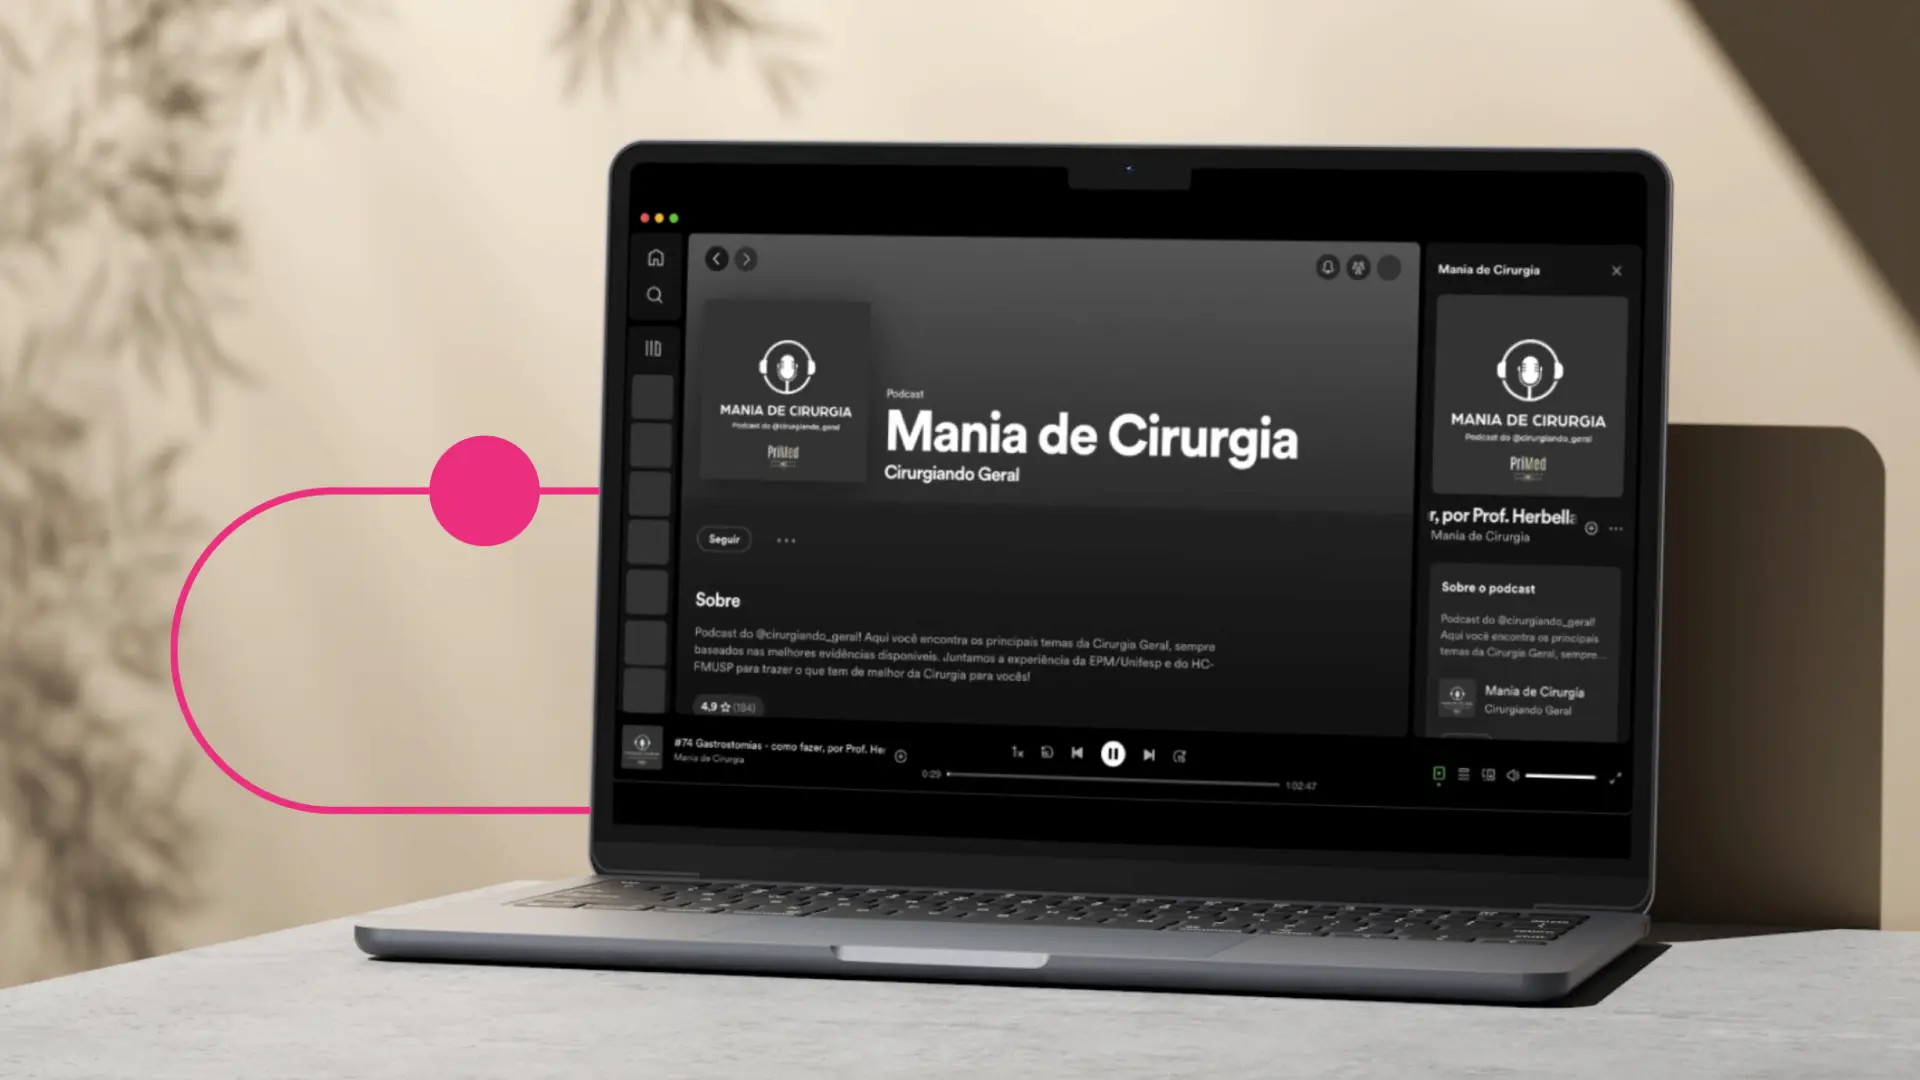 Mania de Cirurgia
MANIA DE CIRURGIA
Podcast do @cirurgiando_geral
PriMed
Podcast
Mania de Cirurgia
Cirurgiando Geral
MANIA DE CIRURGIA
Podcast do @cirurgiando_geral
PriMed
r, por Prof. Herbella
Mania de Cirurgia
Seguir
Sobre
Podcast do @cirurgiando_geral! Aqui você encontra os principais temas da Cirurgia Geral, sempre
baseados nas melhores evidências disponíveis. Juntamos a experiência da EPM/Unifesp e do HC-
FMUSP para trazer o que tem de melhor da Cirurgia para vocês!
4,9 (184)
Sobre o podcast
Podcast do @cirurgiando_geral!
Aqui você encontra os principais
temas da Cirurgia Geral, sempre...
Mania de Cirurgia
Cirurgiando Geral
#74 Gastrostomias - como fazer, por Prof. Her
Mania de Cirurgia
1x
0:29
1:02:47